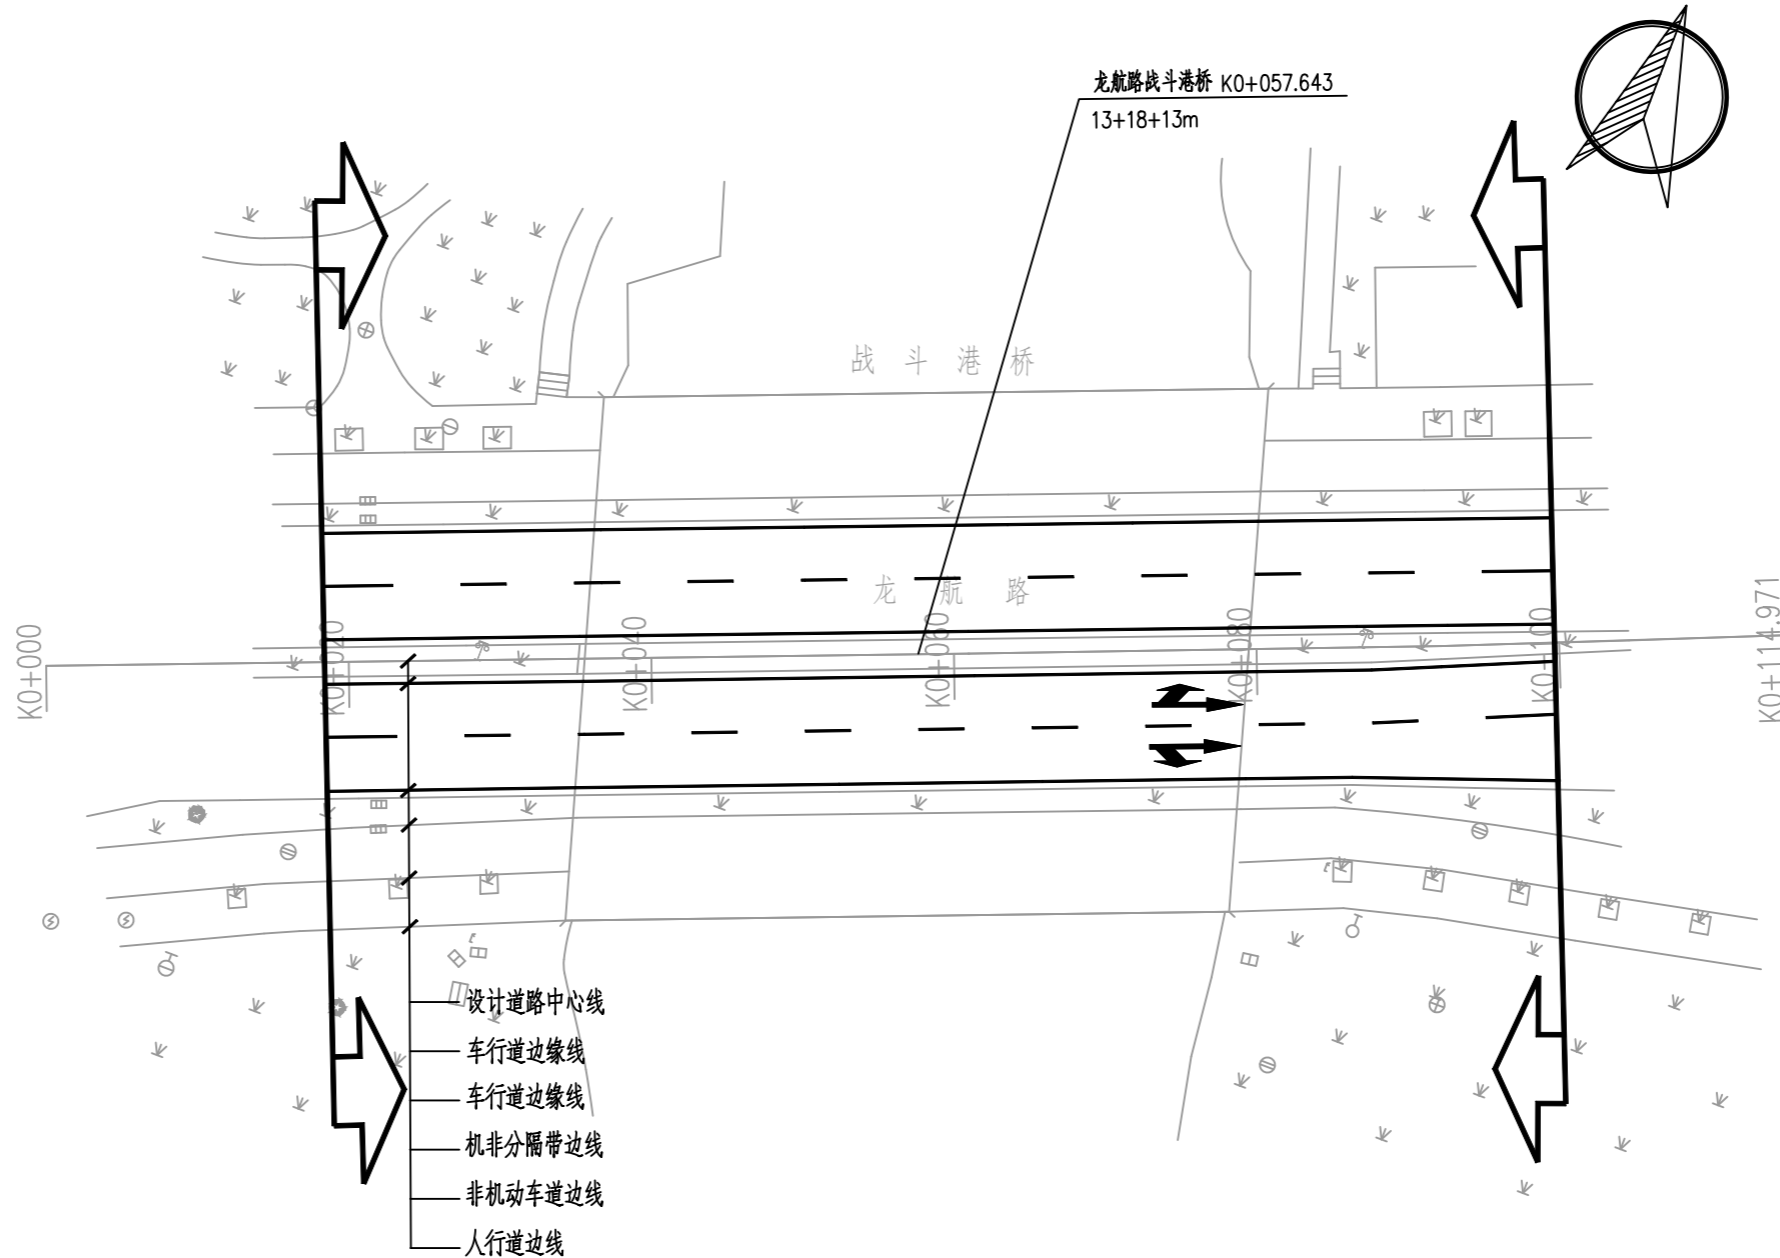 龙航路战斗港桥 K0+057.643
13+18+13m
战斗港桥
龙航路
K0+000
K0+020
K0+040
K0+060
K0+080
K0+100
K0+114.971
设计道路中心线
车行道边缘线
车行道边缘线
机非分隔带边线
非机动车道边线
人行道边线